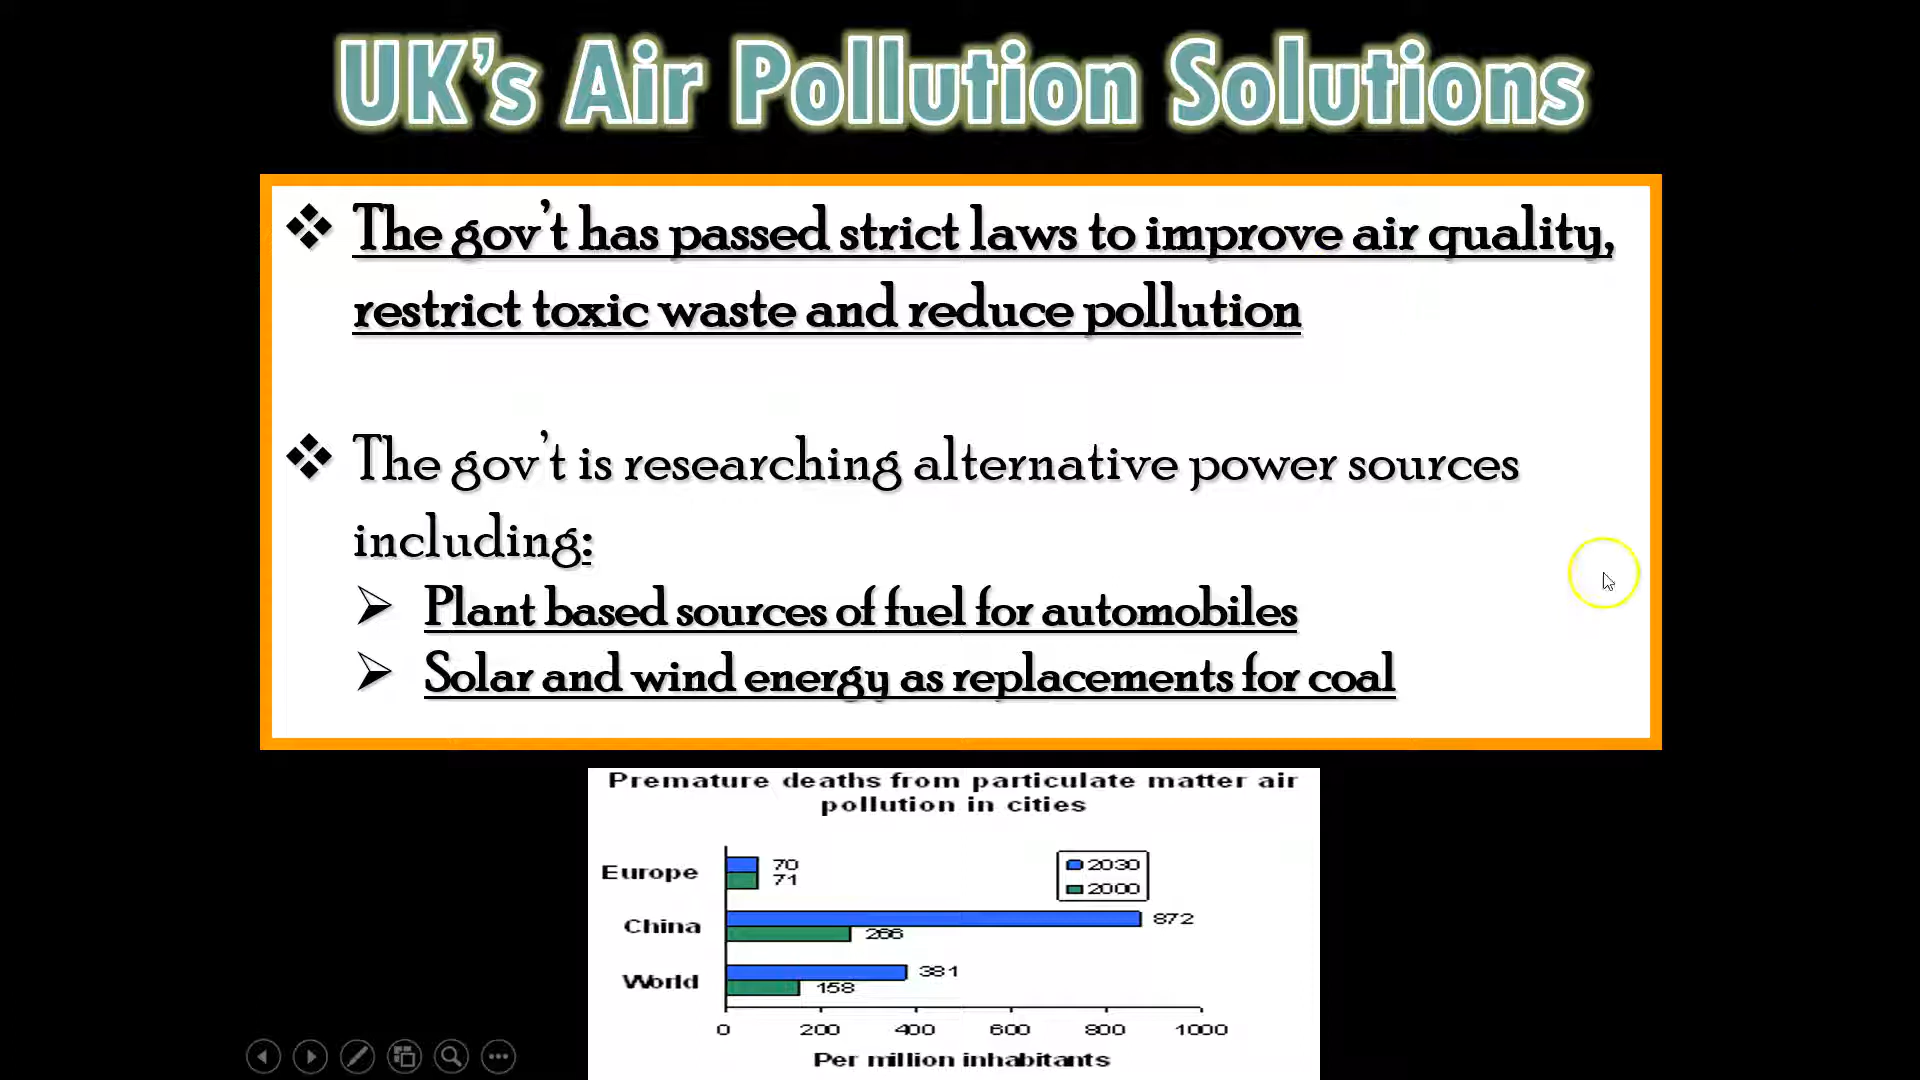 UK's Air Pollution Solutions
The gov't has passed strict laws to improve air quality,
restrict toxic waste and reduce pollution
The gov't is researching alternative power sources
including:
Plant based sources of fuel for automobiles
Solar and wind energy as replacements for coal
Premature deaths from particulate matter air
pollution in cities
Europe 70
71
2030
2000
China 872
266
World 381
158
0 200 400 600 800 1000
Per million inhabitants